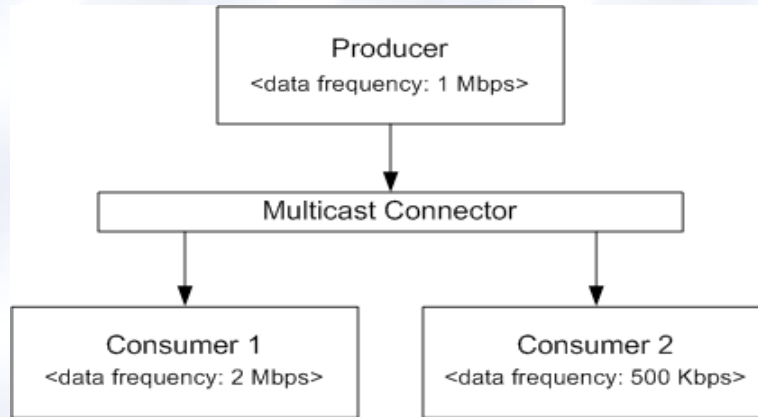 Producer
<data frequency: 1 Mbps>
Multicast Connector
Consumer 1
<data frequency: 2 Mbps>
Consumer 2
<data frequency: 500 Kbps>